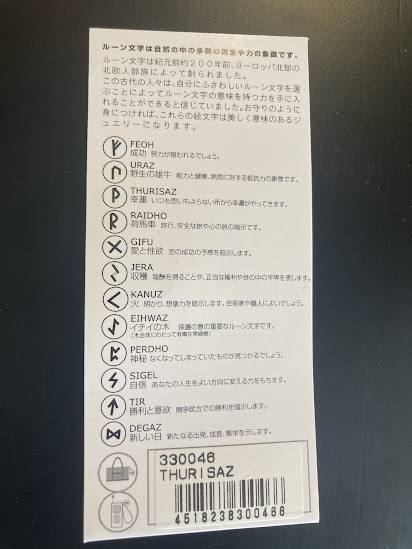 ルーン文字は自然の中の多数の概念や力の象徴です。
ルーン文字は紀元前約200年前、ヨーロッパ北部の
北欧人部族によって創られました。
この古代の人々は、自分にふさわしいルーン文字を選
ぶことによってルーン文字の意味を持つ力を手に入
れることができると信じていました。お守りのように
身につければ、これらの絵文字は美しく意味のあるジ
ュエリーになります。
FEOH
成功 努力が報われるでしょう。
URAZ
野生の雄牛 能力と健康、病気に対する抵抗力の象徴です。
THURISAZ
幸運 いつも思いもよらない所から幸運がやってきます。
RAIDHO
荷馬車 旅行、安全な旅や心の旅の暗示です。
GIFU
愛と性欲 恋の成功の予感を暗示します。
JERA
収穫 報酬を得ることや、正当な権利や世の中の平等を表します。
KANUZ
火 明かり、想像力を暗示します。芸術家や職人によいでしょう。
EIHWAZ
イチイの木 保護の意の重要なルーン文字です。
(木全体にわたって有毒な常緑樹)
PERDHO
神秘 なくなってしまっていたものが見つかるでしょう。
SIGEL
自信 あなたの人生をよい方向に変える力をもちます。
TIR
勝利と意欲 競争試合での勝利を暗示します。
DEGAZ
新しい日 新たなる出発、成長、繁栄を示します。
330046
THURISAZ
4518238300468